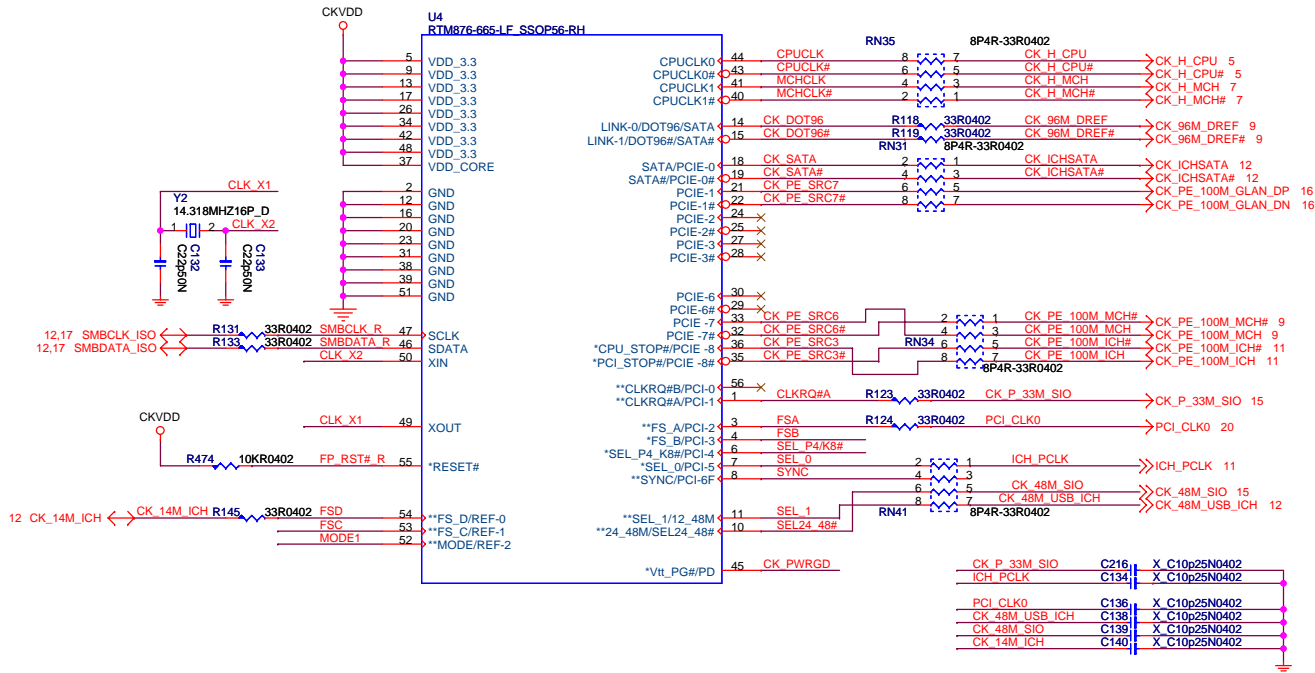 CKVDD
U4
RTM876-665-LF_SSOP56-RH
5 VDD_3.3
9 VDD_3.3
13 VDD_3.3
17 VDD_3.3
26 VDD_3.3
34 VDD_3.3
42 VDD_3.3
48 VDD_3.3
37 VDD_CORE
2 GND
12 GND
16 GND
20 GND
23 GND
31 GND
38 GND
39 GND
51 GND
CLK_X1
Y2
14.318MHZ16P_D
1 2 CLK_X2
C132
C22p50N
C133
C22p50N
12,17 SMBCLK_ISO R131 33R0402 SMBCLK_R 47 SCLK
12,17 SMBDATA_ISO R133 33R0402 SMBDATA_R 46 SDATA
CLK_X2 50 XIN
CLK_X1 49 XOUT
CKVDD
R474 10KR0402 FP_RST#_R 55 *RESET#
12 CK_14M_ICH CK_14M_ICH R145 33R0402 FSD 54 **FS_D/REF-0
FSC 53 **FS_C/REF-1
MODE1 52 **MODE/REF-2
RN35 8P4R-33R0402
CPUCLK0 44 CPUCLK 8 7 CK_H_CPU CK_H_CPU 5
CPUCLK0# 43 CPUCLK# 6 5 CK_H_CPU# CK_H_CPU# 5
CPUCLK1 41 MCHCLK 4 3 CK_H_MCH CK_H_MCH 7
CPUCLK1# 40 MCHCLK# 2 1 CK_H_MCH# CK_H_MCH# 7
LINK-0/DOT96/SATA 14 CK_DOT96 R118 33R0402 CK_96M_DREF CK_96M_DREF 9
LINK-1/DOT96#/SATA# 15 CK_DOT96# R119 33R0402 CK_96M_DREF# CK_96M_DREF# 9
RN31 8P4R-33R0402
SATA/PCIE-0 18 CK_SATA 2 1 CK_ICHSATA CK_ICHSATA 12
SATA#/PCIE-0# 19 CK_SATA# 4 3 CK_ICHSATA# CK_ICHSATA# 12
PCIE-1 21 CK_PE_SRC7 6 5 CK_PE_100M_GLAN_DP 16
PCIE-1# 22 CK_PE_SRC7# 8 7 CK_PE_100M_GLAN_DN 16
PCIE-2 24
PCIE-2# 25
PCIE-3 27
PCIE-3# 28
PCIE-6 30
PCIE-6# 29
PCIE -7 33 CK_PE_SRC6 2 1 CK_PE_100M_MCH# CK_PE_100M_MCH# 9
PCIE -7# 32 CK_PE_SRC6# 4 3 CK_PE_100M_MCH CK_PE_100M_MCH 9
*CPU_STOP#/PCIE -8 36 CK_PE_SRC3 RN34 6 5 CK_PE_100M_ICH# CK_PE_100M_ICH# 11
*PCI_STOP#/PCIE -8# 35 CK_PE_SRC3# 8 7 CK_PE_100M_ICH CK_PE_100M_ICH 11
8P4R-33R0402
**CLKRQ#B/PCI-0 56
**CLKRQ#A/PCI-1 1 CLKRQ#A R123 33R0402 CK_P_33M_SIO CK_P_33M_SIO 15
**FS_A/PCI-2 3 FSA R124 33R0402 PCI_CLK0 PCI_CLK0 20
*FS_B/PCI-3 4 FSB
*SEL_P4_K8#/PCI-4 6 SEL_P4/K8#
*SEL_0/PCI-5 7 SEL_0 2 1 ICH_PCLK ICH_PCLK 11
**SYNC/PCI-6F 8 SYNC 4 3
6 5 CK_48M_SIO CK_48M_SIO 15
8 7 CK_48M_USB_ICH CK_48M_USB_ICH 12
**SEL_1/12_48M 11 SEL_1 RN41 8P4R-33R0402
**24_48M/SEL24_48# 10 SEL24_48#
*Vtt_PG#/PD 45 CK_PWRGD
CK_P_33M_SIO C216 X_C10p25N0402
ICH_PCLK C134 X_C10p25N0402
PCI_CLK0 C136 X_C10p25N0402
CK_48M_USB_ICH C138 X_C10p25N0402
CK_48M_SIO C139 X_C10p25N0402
CK_14M_ICH C140 X_C10p25N0402